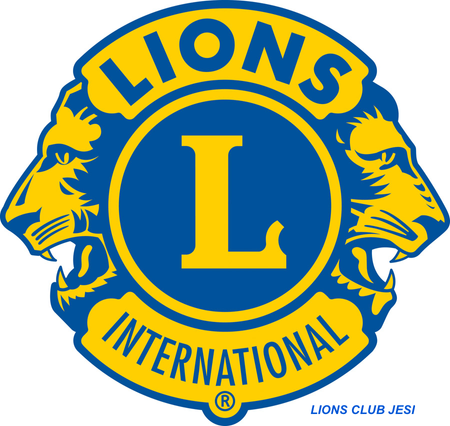 LIONS
L
INTERNATIONAL
®
LIONS CLUB JESI